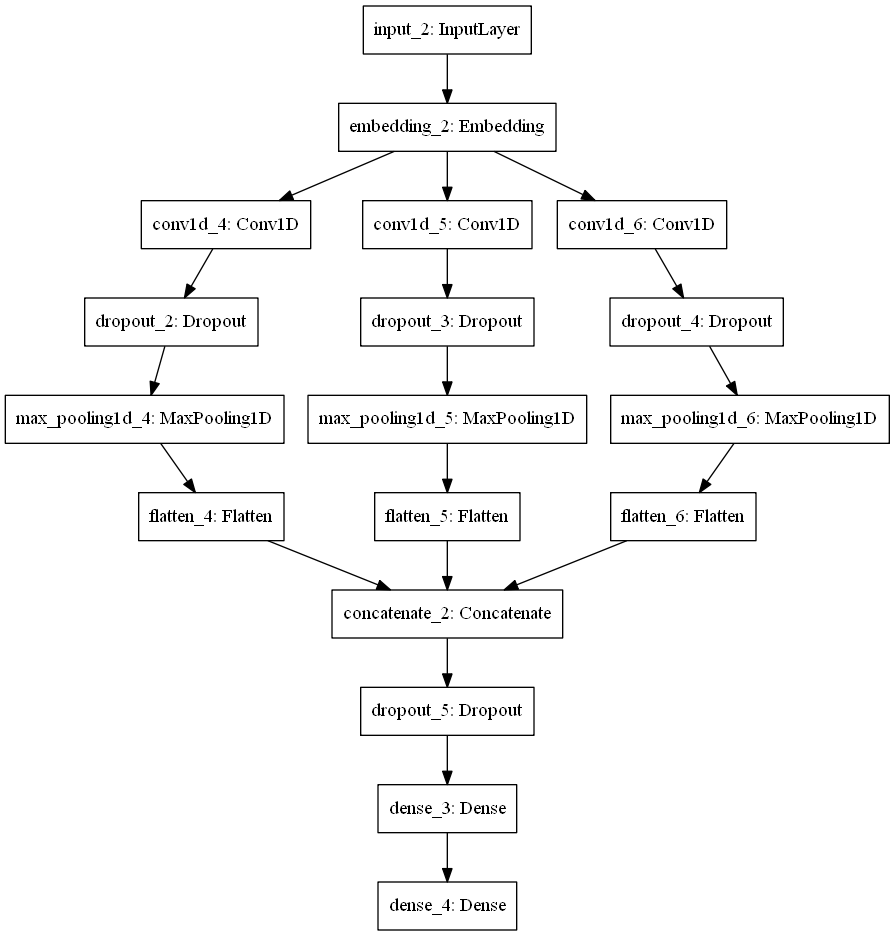 input_2: InputLayer
embedding_2: Embedding
conv1d_4: Conv1D
conv1d_5: Conv1D
conv1d_6: Conv1D
dropout_2: Dropout
dropout_3: Dropout
dropout_4: Dropout
max_pooling1d_4: MaxPooling1D
max_pooling1d_5: MaxPooling1D
max_pooling1d_6: MaxPooling1D
flatten_4: Flatten
flatten_5: Flatten
flatten_6: Flatten
concatenate_2: Concatenate
dropout_5: Dropout
dense_3: Dense
dense_4: Dense